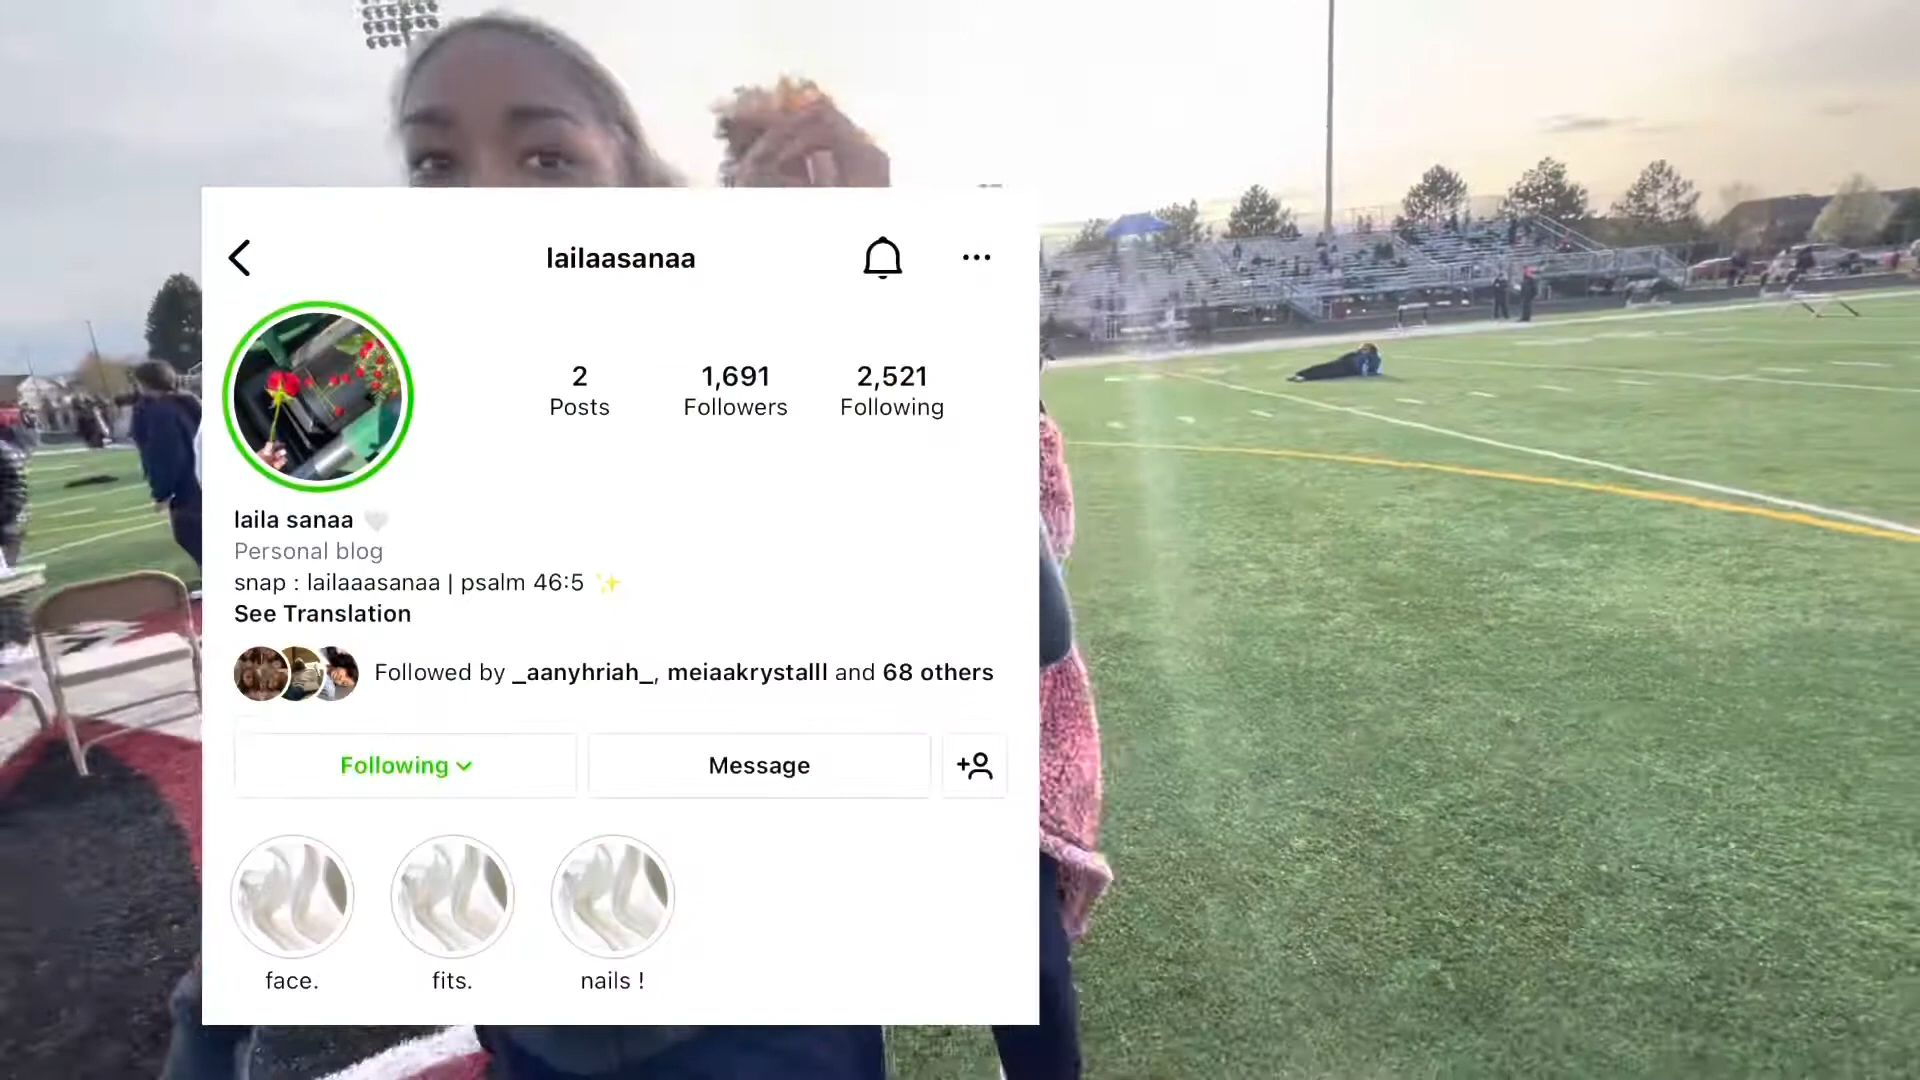 lailaasanaa
2
Posts
1,691
Followers
2,521
Following
laila sanaa 🤍
Personal blog
snap : lailaaasanaa | psalm 46:5 ✨
See Translation
Followed by _aanyhriah_, meiaakrystalll and 68 others
Following
Message
face.
fits.
nails !